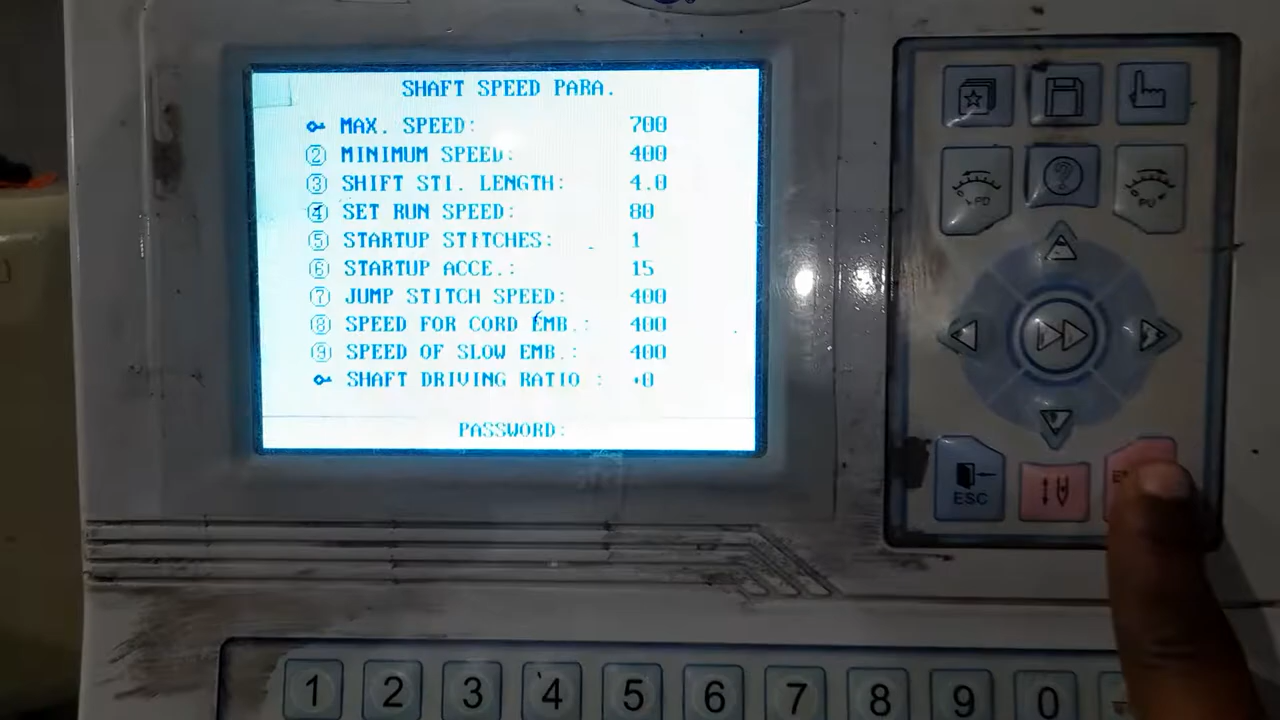 SHAFT SPEED PARA.
MAX. SPEED: 700
② MINIMUM SPEED: 400
③ SHIFT STI. LENGTH: 4.0
④ SET RUN SPEED: 80
⑤ STARTUP STITCHES: 1
⑥ STARTUP ACCE.: 15
⑦ JUMP STITCH SPEED: 400
⑧ SPEED FOR CORD EMB.: 400
⑨ SPEED OF SLOW EMB.: 400
SHAFT DRIVING RATIO : +0
PASSWORD:
PD
PU
ESC
1 2 3 4 5 6 7 8 9 0